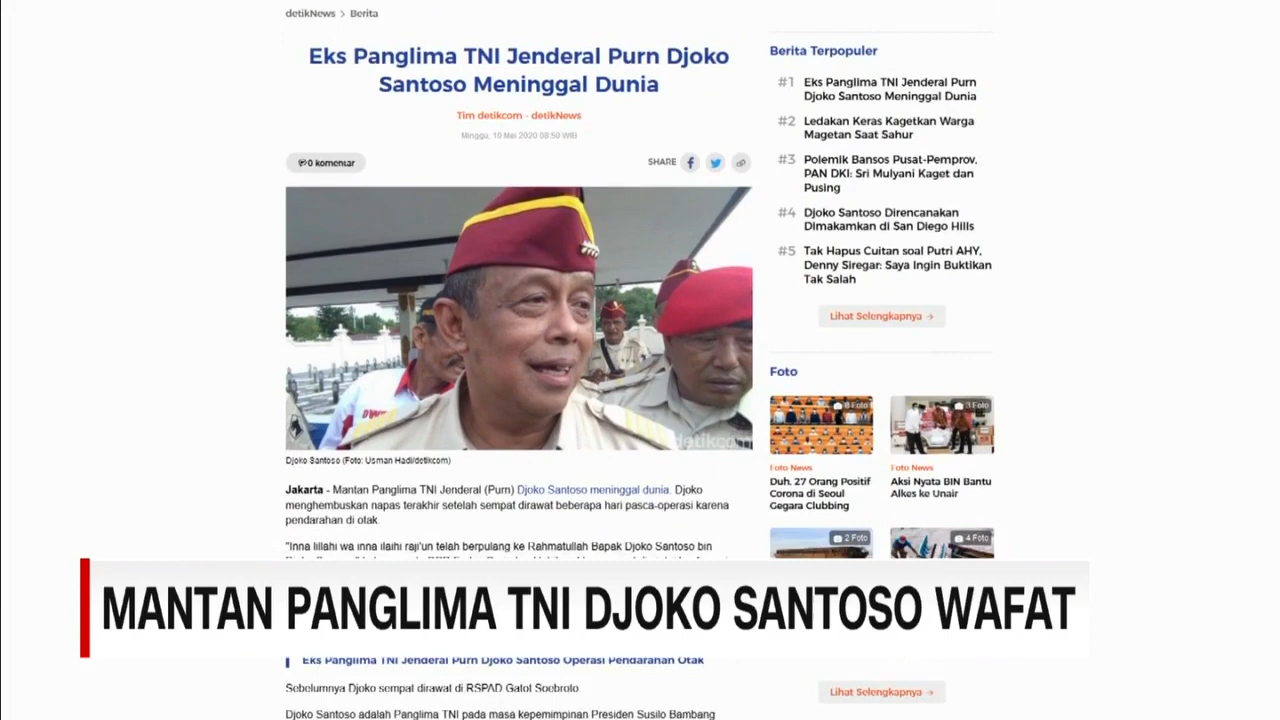 detikNews > Berita
Eks Panglima TNI Jenderal Purn Djoko
Santoso Meninggal Dunia
Tim detikcom - detikNews
Minggu, 10 Mei 2020 08:50 WIB
0 komentar
SHARE
detikcom
Djoko Santoso (Foto: Usman Hadi/detikcom)
Jakarta - Mantan Panglima TNI Jenderal (Purn) Djoko Santoso meninggal dunia. Djoko
menghembuskan napas terakhir setelah sempat dirawat beberapa hari pasca-operasi karena
pendarahan di otak.
"Inna lillahi wa inna ilaihi raji'un telah berpulang ke Rahmatullah Bapak Djoko Santoso bin
MANTAN PANGLIMA TNI DJOKO SANTOSO WAFAT
Eks Panglima TNI Jenderal Purn Djoko Santoso Operasi Pendarahan Otak
Sebelumnya Djoko sempat dirawat di RSPAD Gatot Soebroto
Djoko Santoso adalah Panglima TNI pada masa kepemimpinan Presiden Susilo Bambang
Berita Terpopuler
#1 Eks Panglima TNI Jenderal Purn
Djoko Santoso Meninggal Dunia
#2 Ledakan Keras Kagetkan Warga
Magetan Saat Sahur
#3 Polemik Bansos Pusat-Pemprov,
PAN DKI: Sri Mulyani Kaget dan
Pusing
#4 Djoko Santoso Direncanakan
Dimakamkan di San Diego Hills
#5 Tak Hapus Cuitan soal Putri AHY,
Denny Siregar: Saya Ingin Buktikan
Tak Salah
Lihat Selengkapnya →
Foto
Foto
3 Foto
Foto News
Duh, 27 Orang Positif
Corona di Seoul
Gegara Clubbing
Foto News
Aksi Nyata BIN Bantu
Alkes ke Unair
2 Foto
4 Foto
Lihat Selengkapnya →